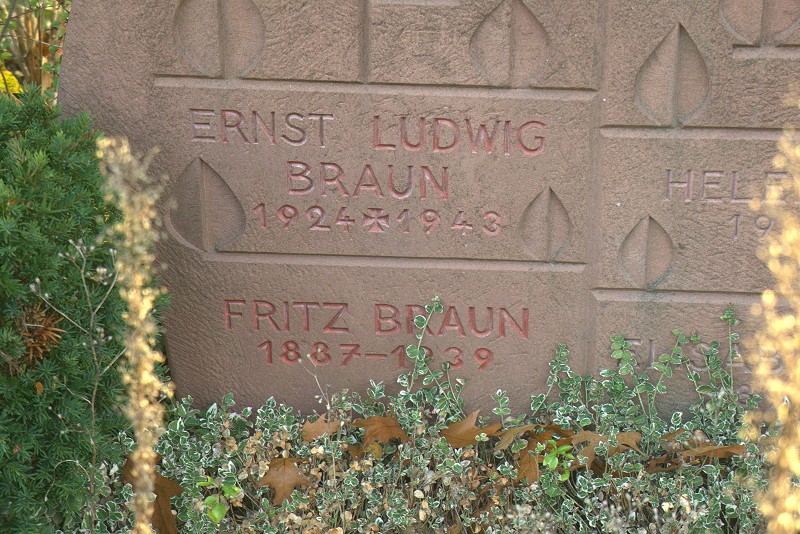 ERNST LUDWIG
BRAUN
1924 ✠ 1943
FRITZ BRAUN
1887–1939